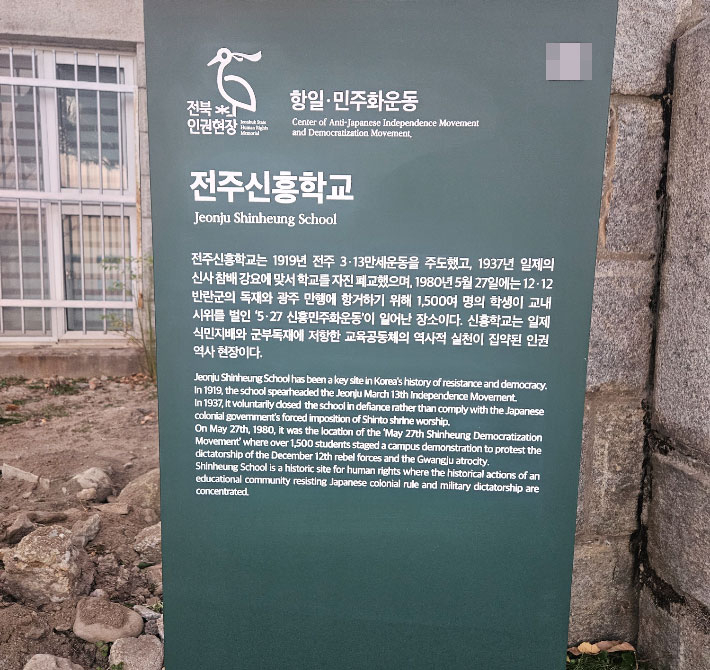 전북
인권현장
Jeonbuk State
Human Rights
Memorial
항일·민주화운동
Center of Anti-Japanese Independence Movement
and Democratization Movement.
전주신흥학교
Jeonju Shinheung School
전주신흥학교는 1919년 전주 3·13만세운동을 주도했고, 1937년 일제의
신사 참배 강요에 맞서 학교를 자진 폐교했으며, 1980년 5월 27일에는 12·12
반란군의 독재와 광주 만행에 항거하기 위해 1,500여 명의 학생이 교내
시위를 벌인 '5·27 신흥민주화운동'이 일어난 장소이다. 신흥학교는 일제
식민지배와 군부독재에 저항한 교육공동체의 역사적 실천이 집약된 인권
역사 현장이다.
Jeonju Shinheung School has been a key site in Korea's history of resistance and democracy.
In 1919, the school spearheaded the Jeonju March 13th Independence Movement.
In 1937, it voluntarily closed the school in defiance rather than comply with the Japanese
colonial government's forced imposition of Shinto shrine worship.
On May 27th, 1980, it was the location of the 'May 27th Shinheung Democratization
Movement' where over 1,500 students staged a campus demonstration to protest the
dictatorship of the December 12th rebel forces and the Gwangju atrocity.
Shinheung School is a historic site for human rights where the historical actions of an
educational community resisting Japanese colonial rule and military dictatorship are
concentrated.